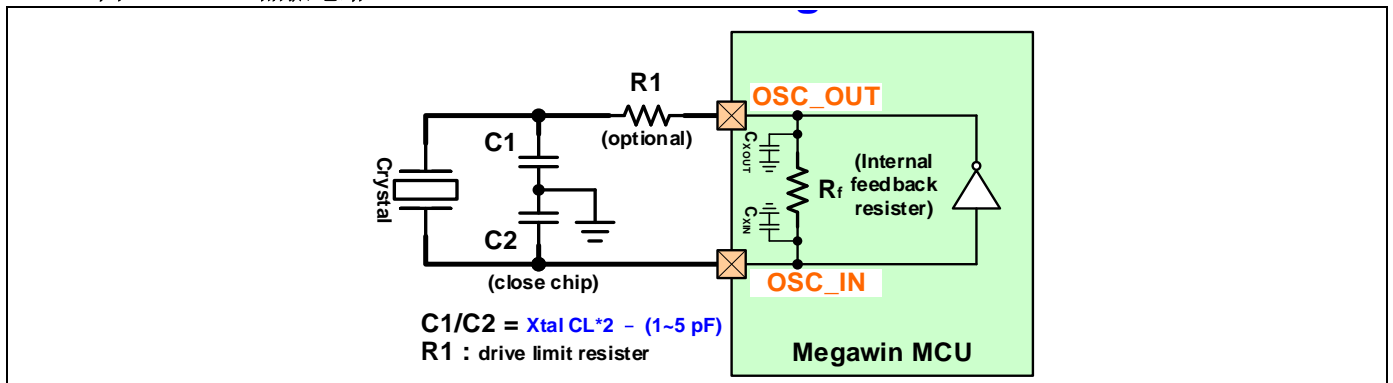 R1
(optional)
OSC_OUT
C1
CXOUT
Crystal
Rf
(Internal
feedback
resister)
CXIN
C2
(close chip)
OSC_IN
C1/C2 = Xtal CL*2 – (1~5 pF)
R1 : drive limit resister
Megawin MCU